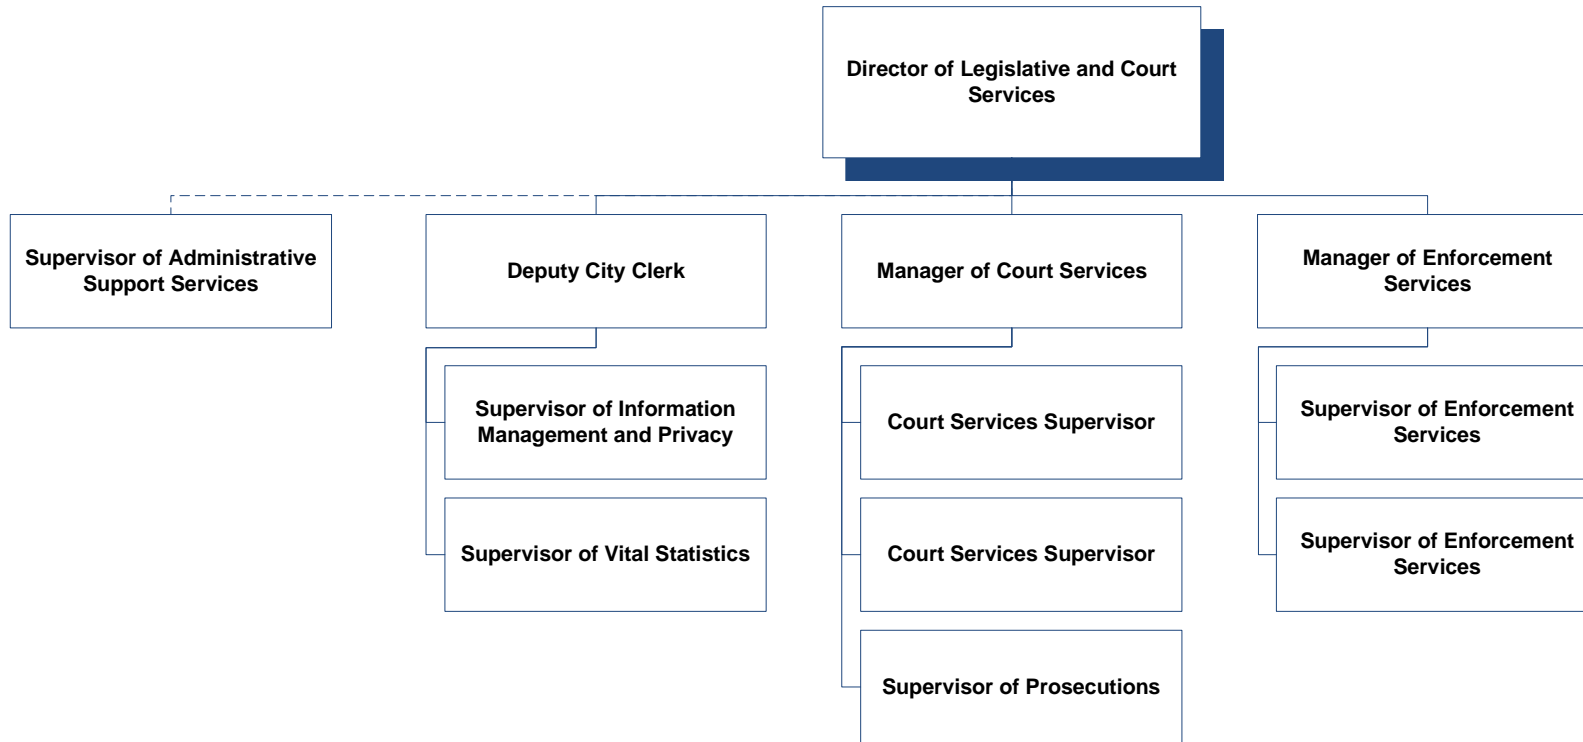 Director of Legislative and Court
Services
Supervisor of Administrative
Support Services
Deputy City Clerk
Manager of Court Services
Manager of Enforcement
Services
Supervisor of Information
Management and Privacy
Court Services Supervisor
Supervisor of Enforcement
Services
Supervisor of Vital Statistics
Court Services Supervisor
Supervisor of Enforcement
Services
Supervisor of Prosecutions